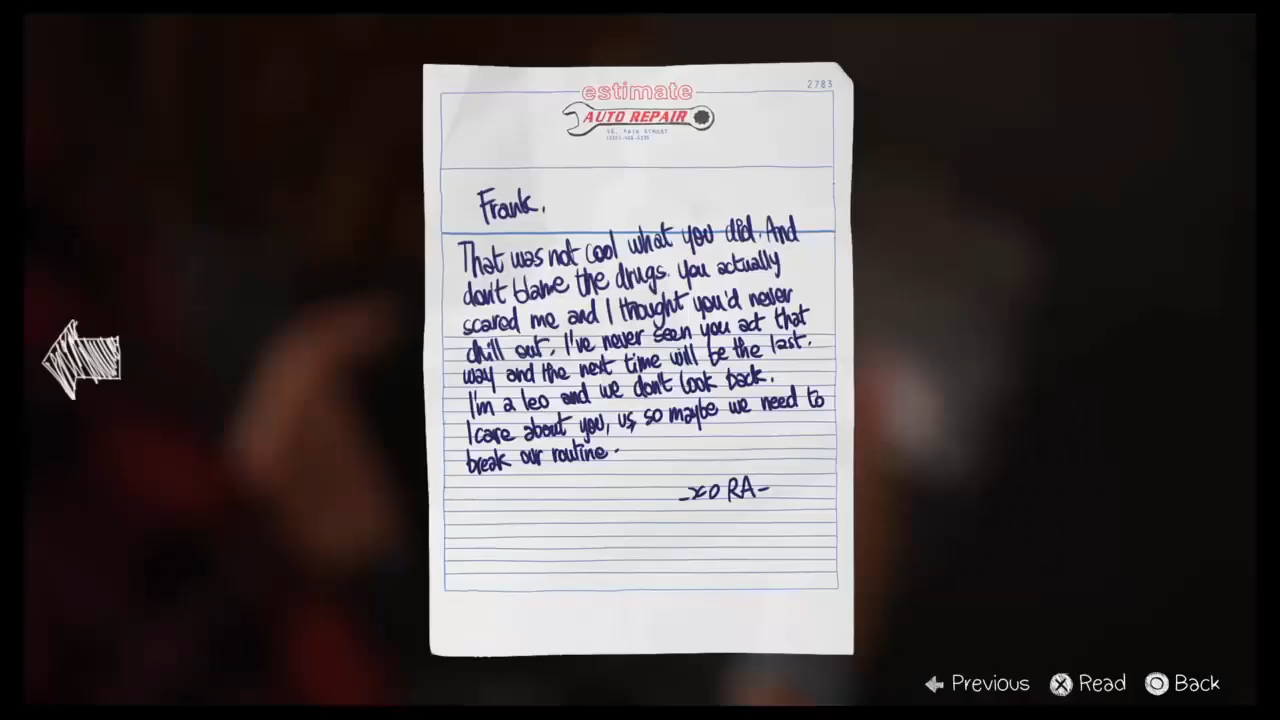 2783
estimate
AUTO REPAIR
Frank,
That was not cool what you did. And
don't blame the drugs. you actually
scared me and I thought you'd never
chill out. I've never seen you act that
way and the next time will be the last.
I'm a leo and we don't look back.
I care about you, us, so maybe we need to
break our routine.
-xo RA-
Previous Read Back